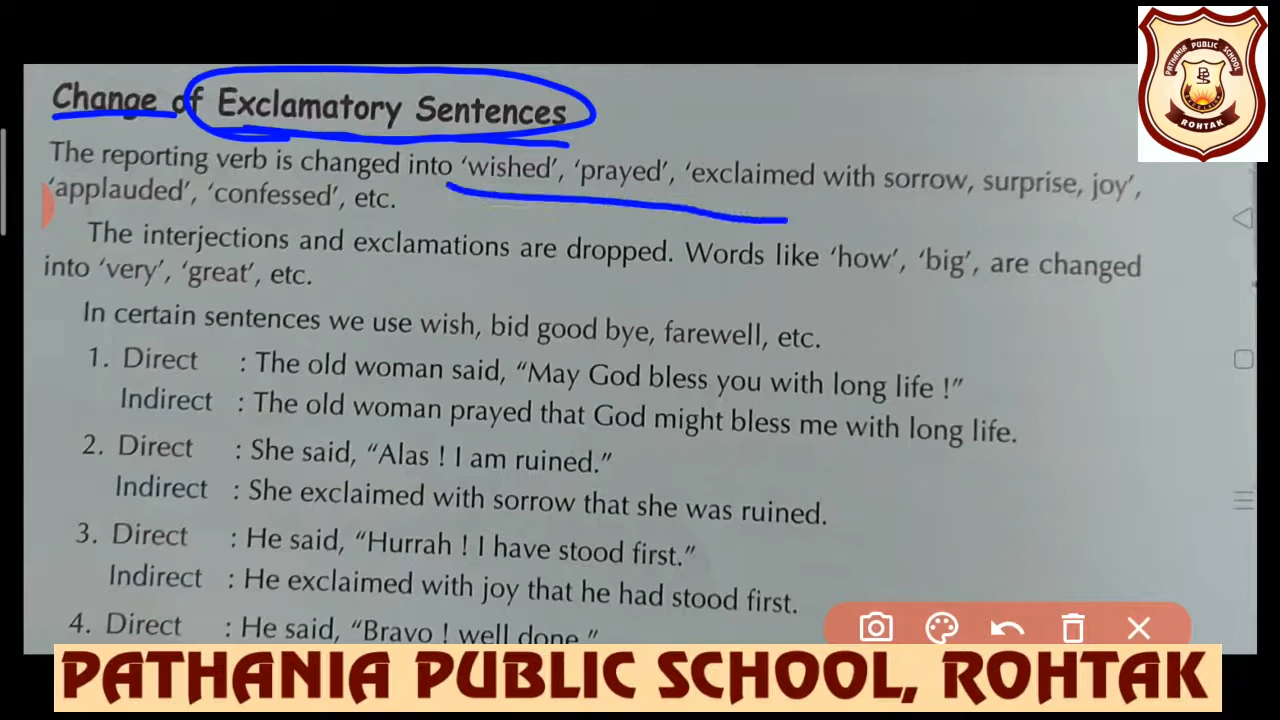 PATHANIA PUBLIC SCHOOL
PPS
ROHTAK
Change of Exclamatory Sentences
The reporting verb is changed into ‘wished’, ‘prayed’, ‘exclaimed with sorrow, surprise, joy’,
‘applauded’, ‘confessed’, etc.
The interjections and exclamations are dropped. Words like ‘how’, ‘big’, are changed
into ‘very’, ‘great’, etc.
In certain sentences we use wish, bid good bye, farewell, etc.
1. Direct : The old woman said, “May God bless you with long life !”
Indirect : The old woman prayed that God might bless me with long life.
2. Direct : She said, “Alas ! I am ruined.”
Indirect : She exclaimed with sorrow that she was ruined.
3. Direct : He said, “Hurrah ! I have stood first.”
Indirect : He exclaimed with joy that he had stood first.
4. Direct : He said, “Bravo ! well done.”
PATHANIA PUBLIC SCHOOL, ROHTAK